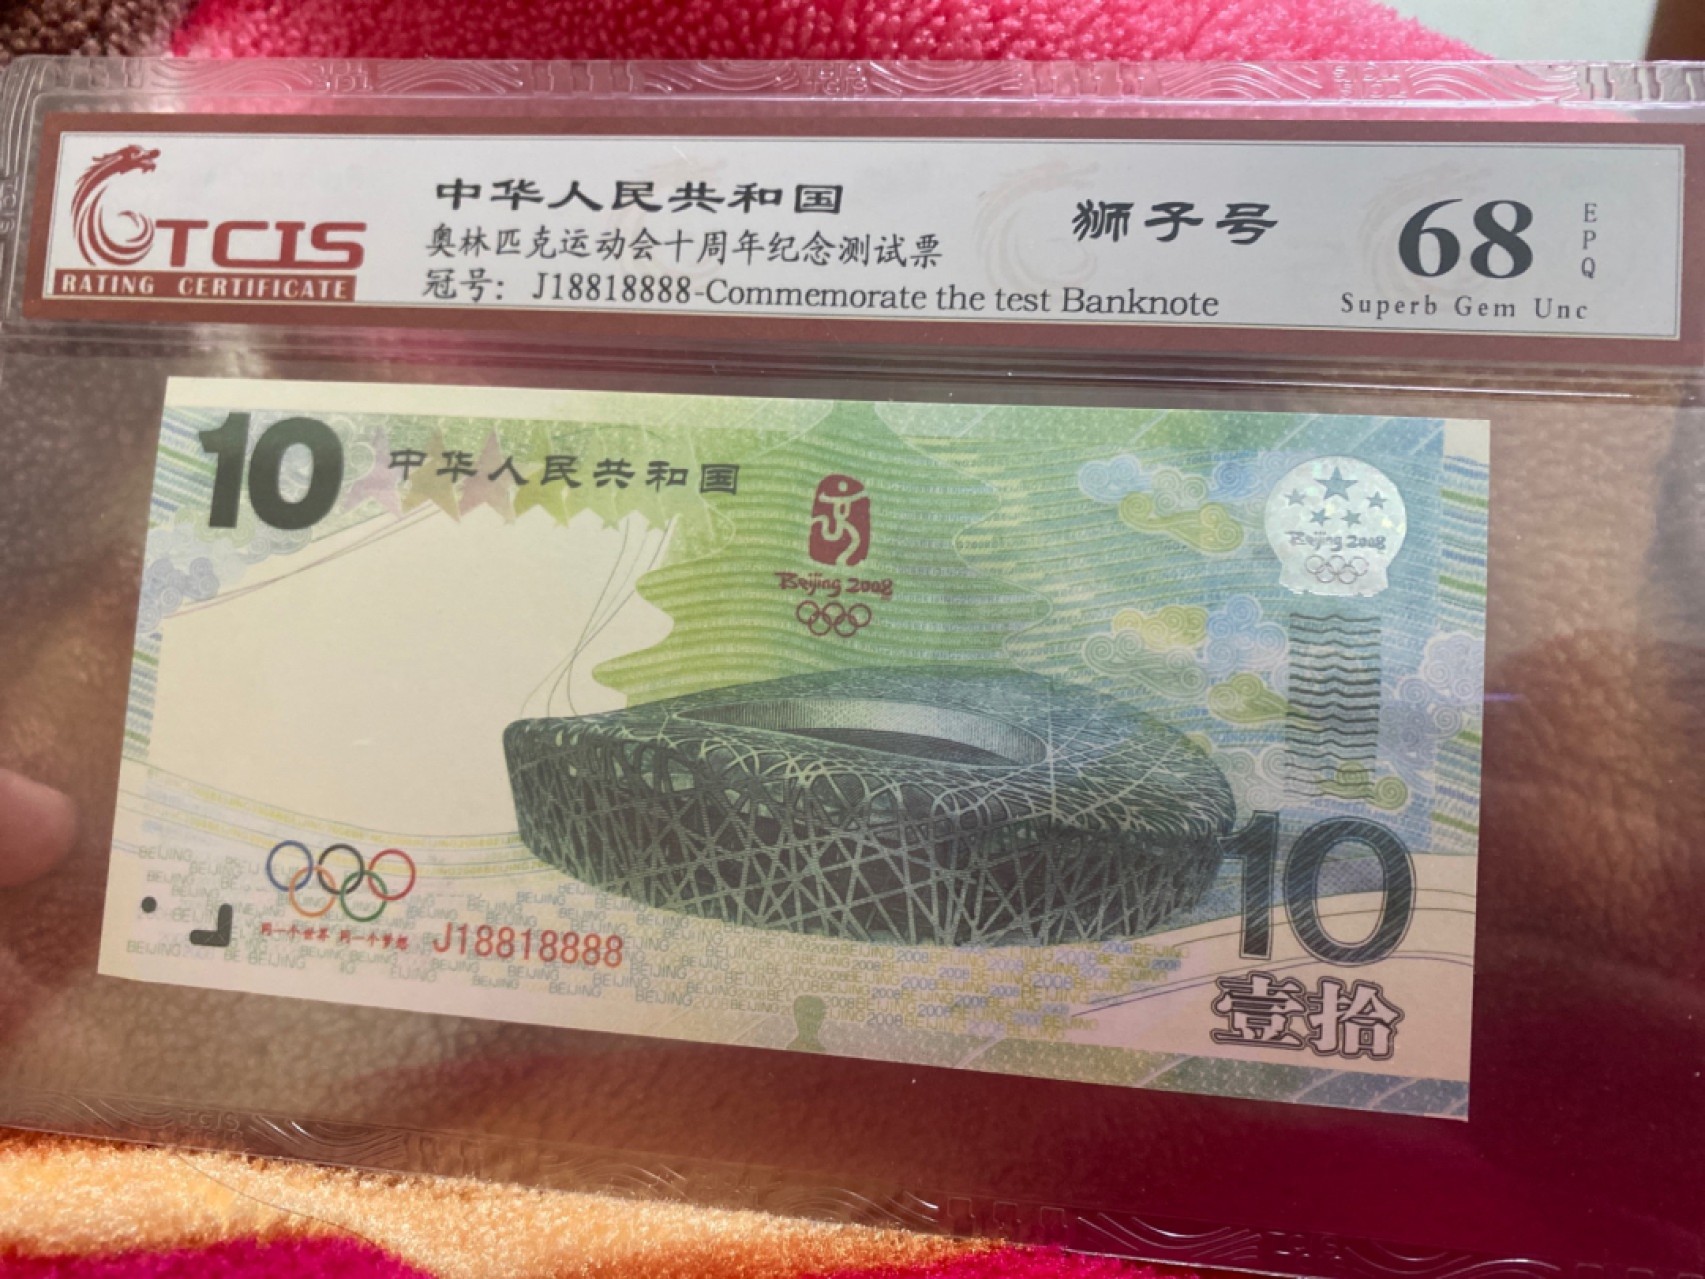 TCIS
RATING CERTIFICATE
中华人民共和国
奥林匹克运动会十周年纪念测试票
冠号: J18818888-Commemorate the test Banknote
狮子号
68
EPQ
Superb Gem Unc
10
中华人民共和国
Beijing 2008
Beijing 2008
同一个世界 同一个梦想
J18818888
10
壹拾
BEIJING 2008
TCIS